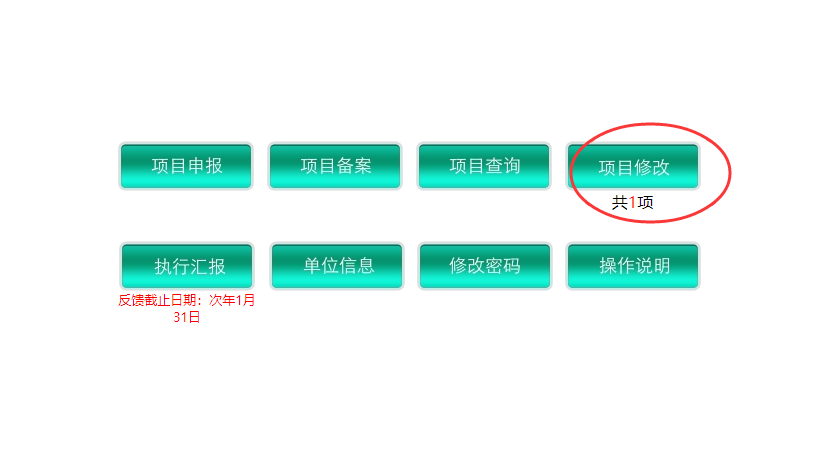 项目申报
项目备案
项目查询
项目修改
共1项
执行汇报
单位信息
修改密码
操作说明
反馈截止日期：次年1月
31日